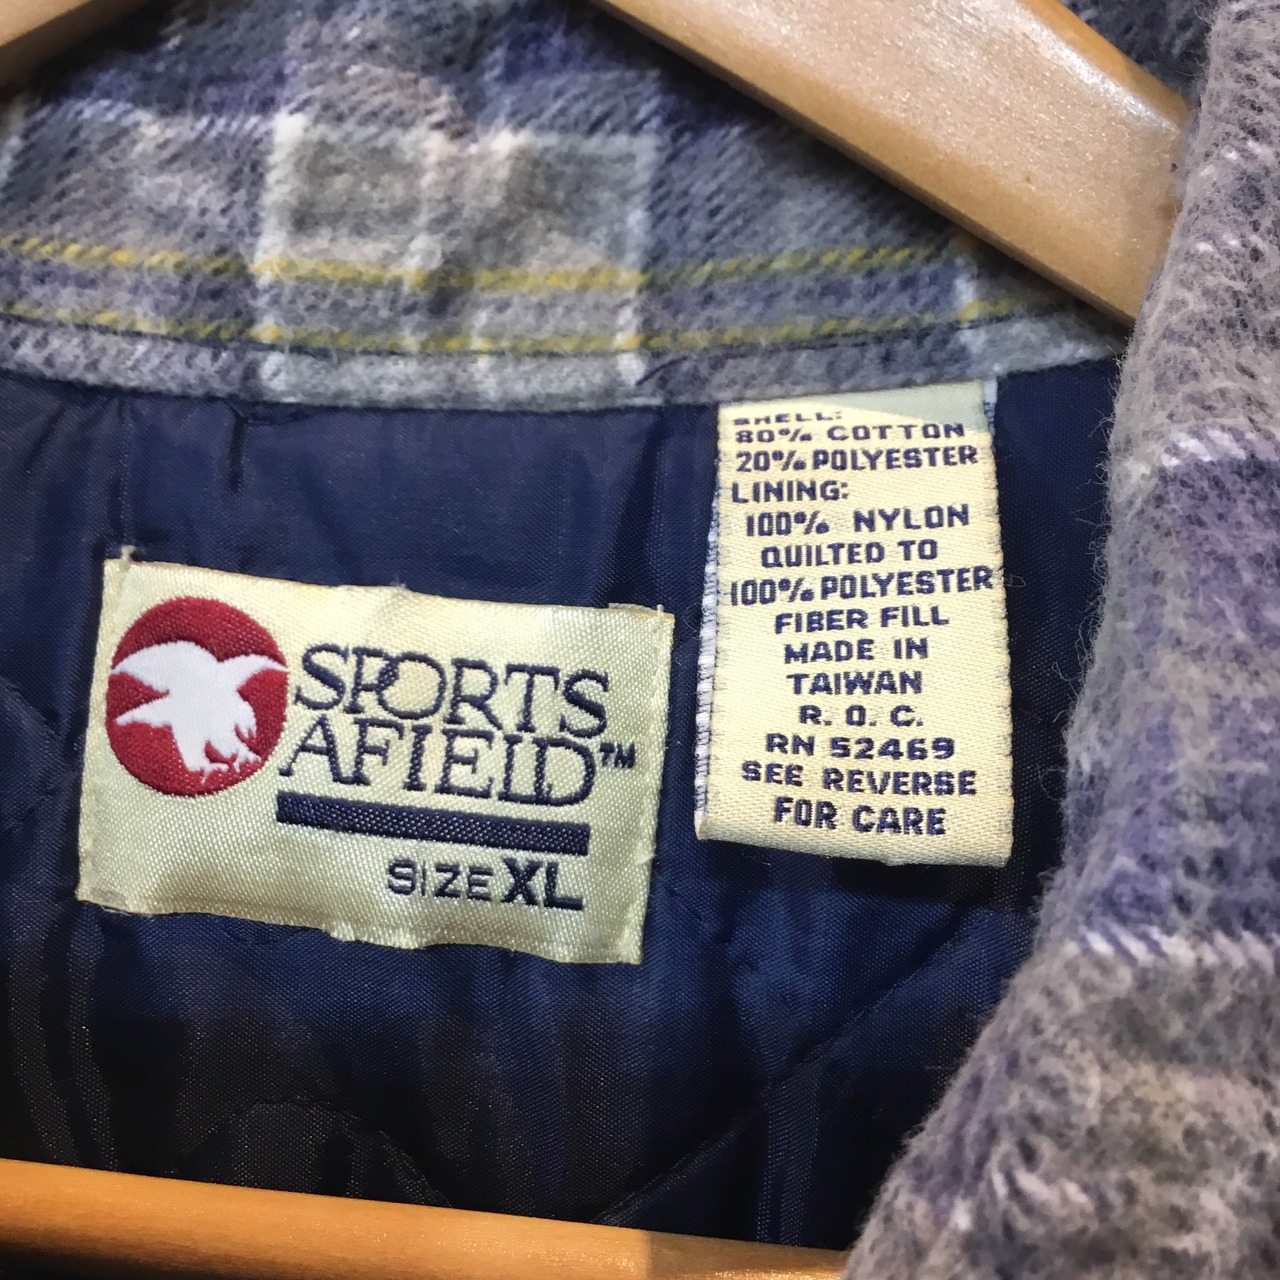 SPORTS
AFIELD™
SIZE XL
SHELL:
80% COTTON
20% POLYESTER
LINING:
100% NYLON
QUILTED TO
100% POLYESTER
FIBER FILL
MADE IN
TAIWAN
R. O. C.
RN 52469
SEE REVERSE
FOR CARE